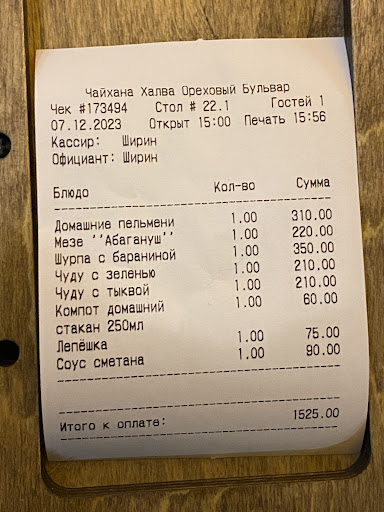 Чайхана Халва Ореховый Бульвар
Чек #173494 Стол # 22.1 Гостей 1
07.12.2023 Открыт 15:00 Печать 15:56
Кассир: Ширин
Официант: Ширин
Блюдо Кол-во Сумма
Домашние пельмени 1.00 310.00
Мезе ''Абагануш'' 1.00 220.00
Шурпа с бараниной 1.00 350.00
Чуду с зеленью 1.00 210.00
Чуду с тыквой 1.00 210.00
Компот домашний 1.00 60.00
стакан 250мл
Лепёшка 1.00 75.00
Соус сметана 1.00 90.00
Итого к оплате: 1525.00